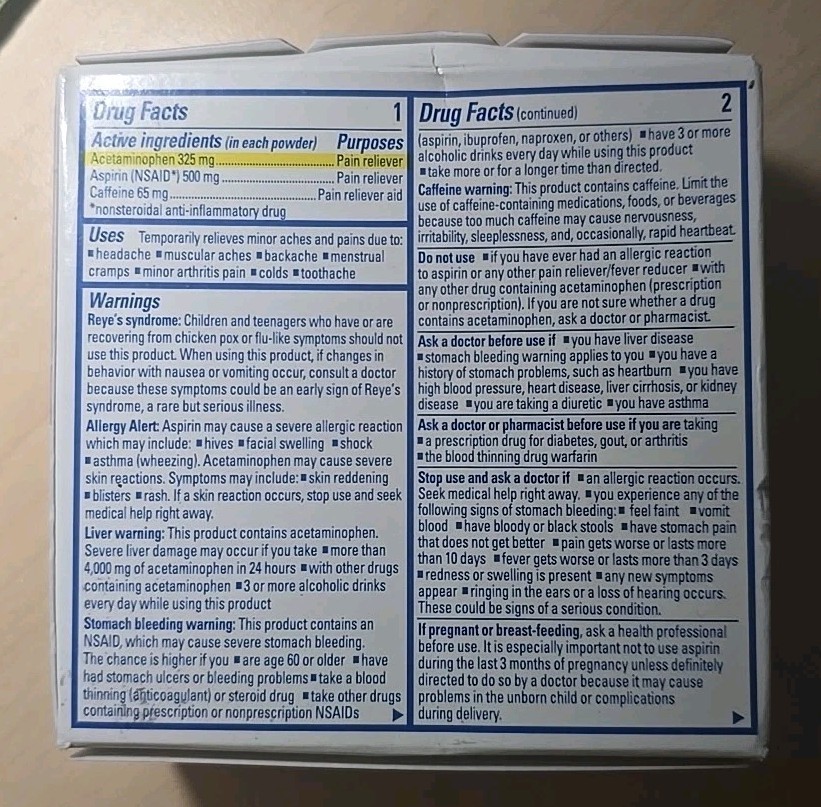 Drug Facts 1
Active ingredients (in each powder) Purposes
Acetaminophen 325 mg.................................... Pain reliever
Aspirin (NSAID*) 500 mg.................................. Pain reliever
Caffeine 65 mg............................................ Pain reliever aid
*nonsteroidal anti-inflammatory drug
Uses Temporarily relieves minor aches and pains due to:
■headache ■muscular aches ■backache ■menstrual
cramps ■minor arthritis pain ■colds ■toothache
Warnings
Reye's syndrome: Children and teenagers who have or are
recovering from chicken pox or flu-like symptoms should not
use this product. When using this product, if changes in
behavior with nausea or vomiting occur, consult a doctor
because these symptoms could be an early sign of Reye's
syndrome, a rare but serious illness.
Allergy Alert: Aspirin may cause a severe allergic reaction
which may include: ■hives ■facial swelling ■shock
■asthma (wheezing). Acetaminophen may cause severe
skin reactions. Symptoms may include: ■skin reddening
■blisters ■rash. If a skin reaction occurs, stop use and seek
medical help right away.
Liver warning: This product contains acetaminophen.
Severe liver damage may occur if you take ■more than
4,000 mg of acetaminophen in 24 hours ■with other drugs
containing acetaminophen ■3 or more alcoholic drinks
every day while using this product
Stomach bleeding warning: This product contains an
NSAID, which may cause severe stomach bleeding.
The chance is higher if you ■are age 60 or older ■have
had stomach ulcers or bleeding problems ■take a blood
thinning (anticoagulant) or steroid drug ■take other drugs
containing prescription or nonprescription NSAIDs
Drug Facts (continued) 2
(aspirin, ibuprofen, naproxen, or others) ■have 3 or more
alcoholic drinks every day while using this product
■take more or for a longer time than directed.
Caffeine warning: This product contains caffeine. Limit the
use of caffeine-containing medications, foods, or beverages
because too much caffeine may cause nervousness,
irritability, sleeplessness, and, occasionally, rapid heartbeat.
Do not use ■if you have ever had an allergic reaction
to aspirin or any other pain reliever/fever reducer ■with
any other drug containing acetaminophen (prescription
or nonprescription). If you are not sure whether a drug
contains acetaminophen, ask a doctor or pharmacist.
Ask a doctor before use if ■you have liver disease
■stomach bleeding warning applies to you ■you have a
history of stomach problems, such as heartburn ■you have
high blood pressure, heart disease, liver cirrhosis, or kidney
disease ■you are taking a diuretic ■you have asthma
Ask a doctor or pharmacist before use if you are taking
■a prescription drug for diabetes, gout, or arthritis
■the blood thinning drug warfarin
Stop use and ask a doctor if ■an allergic reaction occurs.
Seek medical help right away. ■you experience any of the
following signs of stomach bleeding: ■feel faint ■vomit
blood ■have bloody or black stools ■have stomach pain
that does not get better ■pain gets worse or lasts more
than 10 days ■fever gets worse or lasts more than 3 days
■redness or swelling is present ■any new symptoms
appear ■ringing in the ears or a loss of hearing occurs.
These could be signs of a serious condition.
If pregnant or breast-feeding, ask a health professional
before use. It is especially important not to use aspirin
during the last 3 months of pregnancy unless definitely
directed to do so by a doctor because it may cause
problems in the unborn child or complications
during delivery.